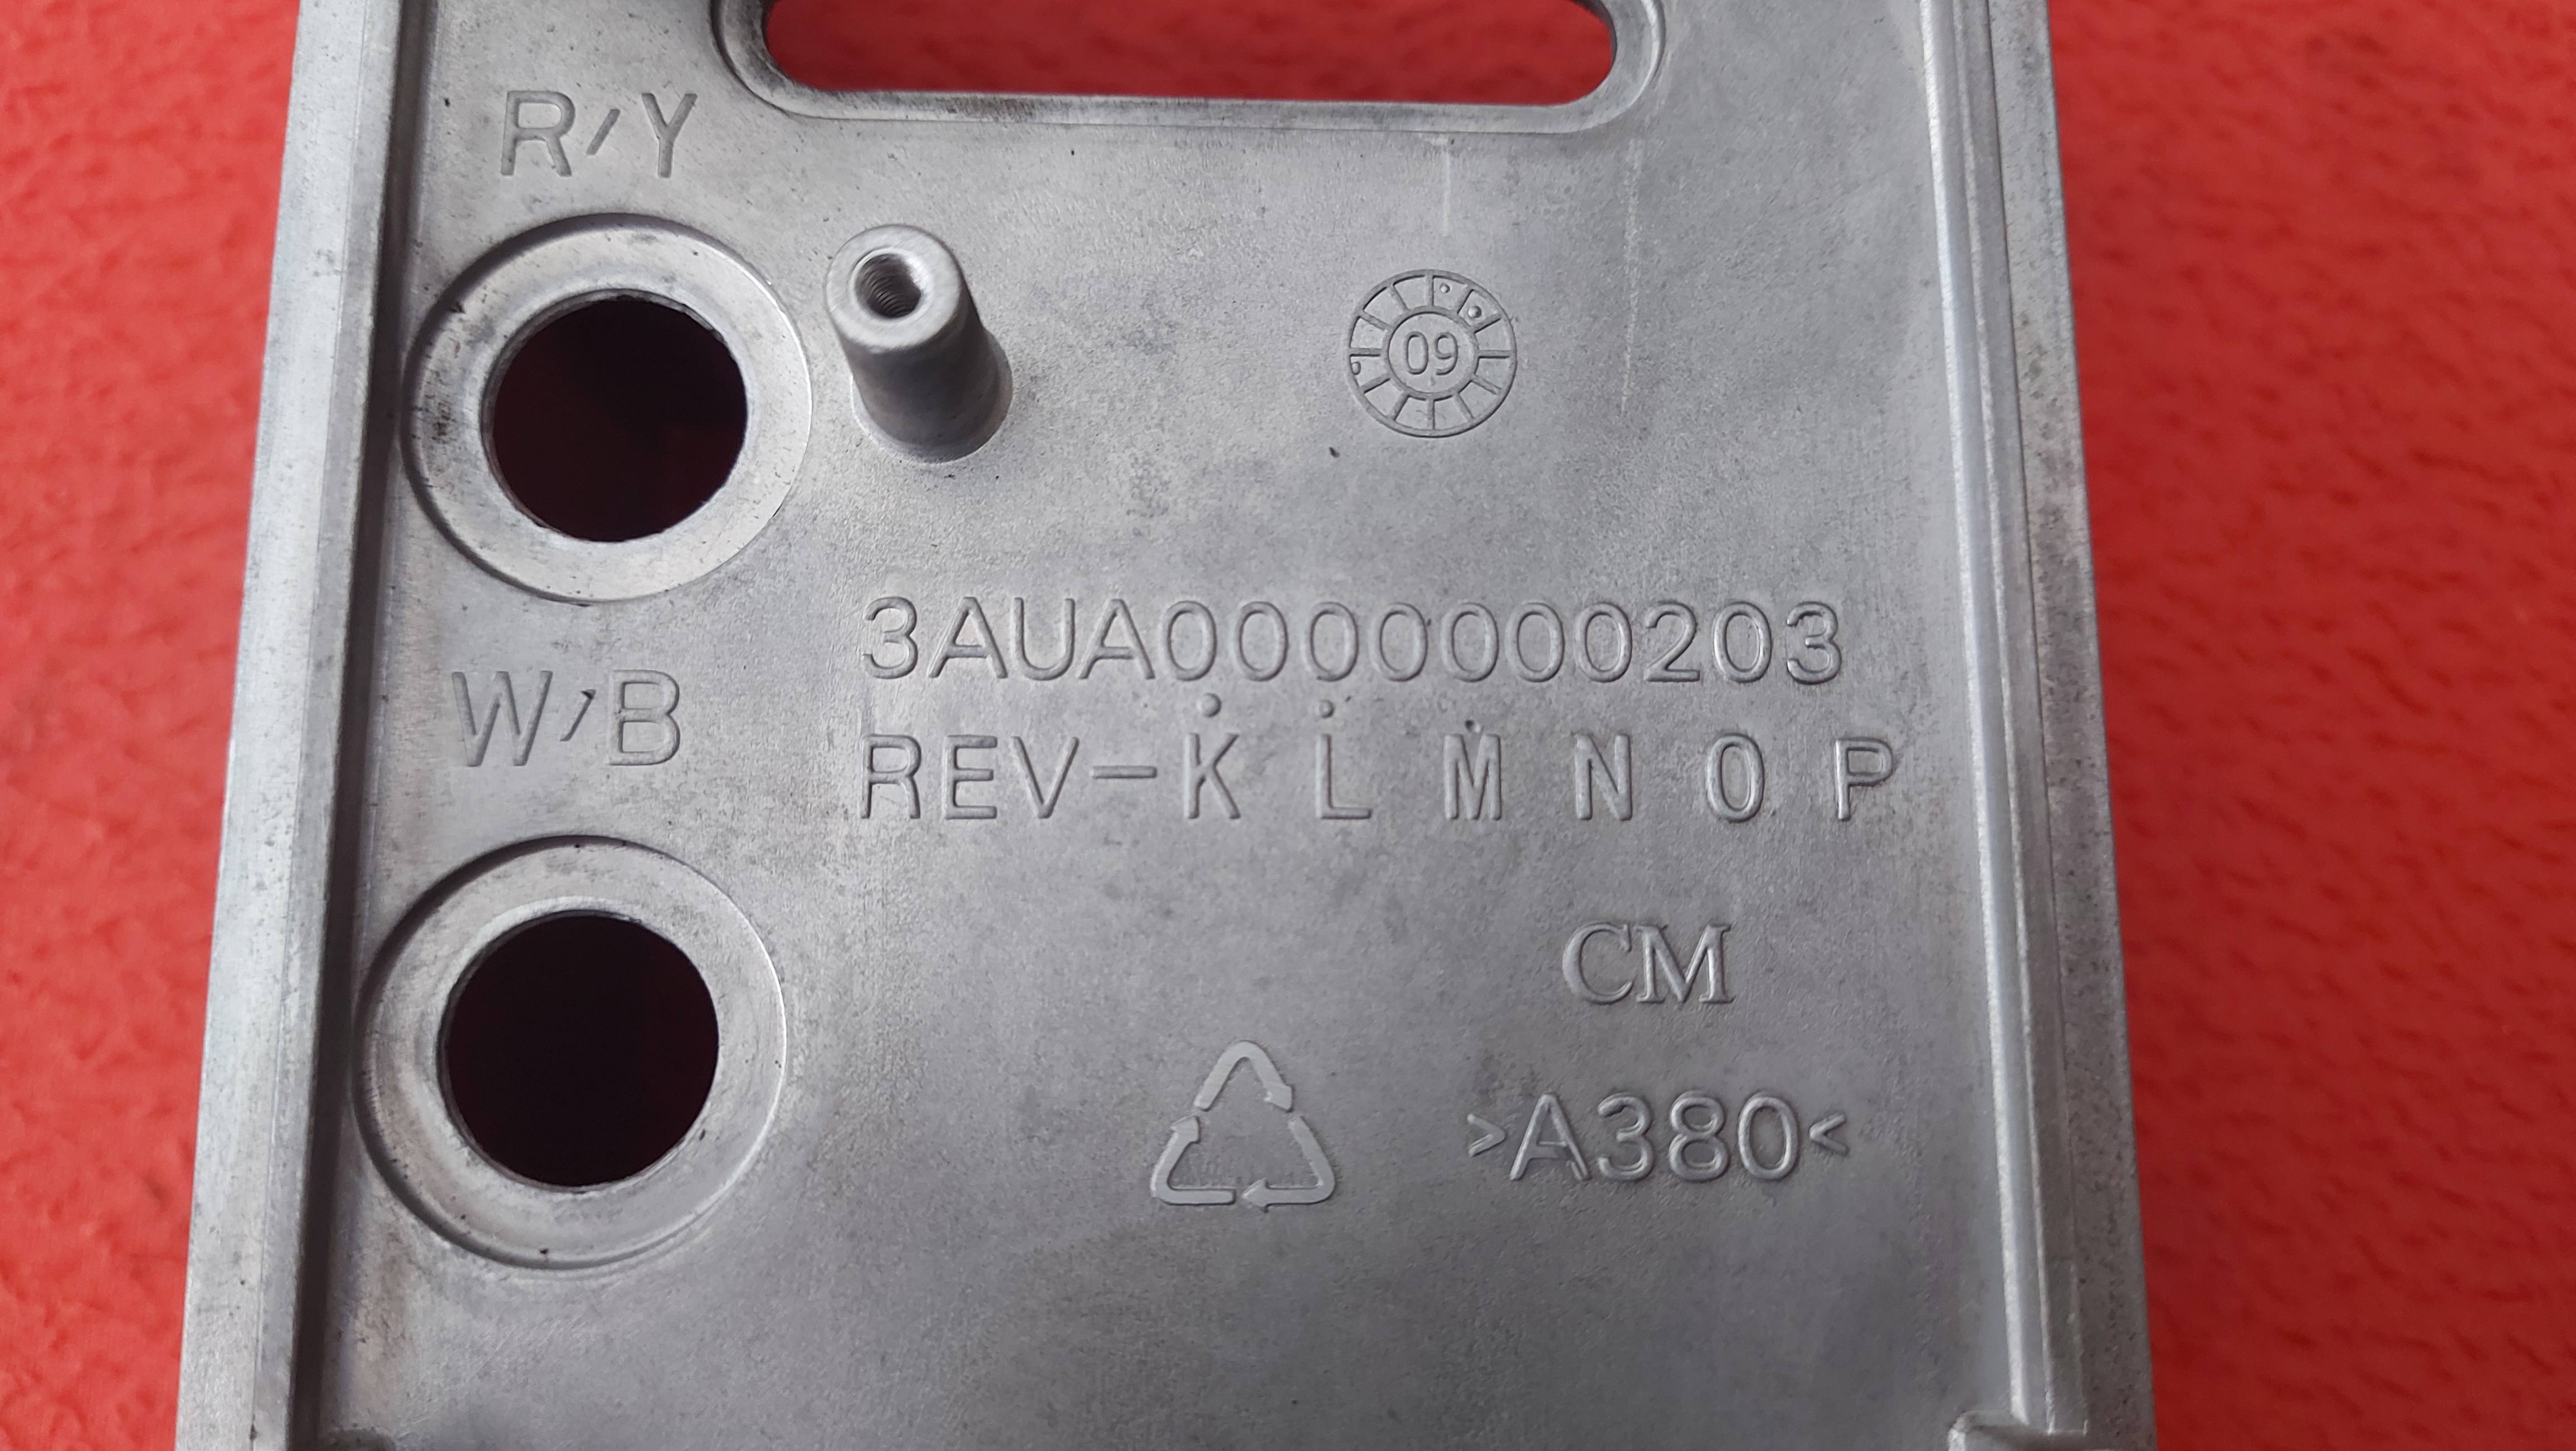 R/Y
09
3AUA0000000203
W/B
REV-K L M N O P
CM
>A380<